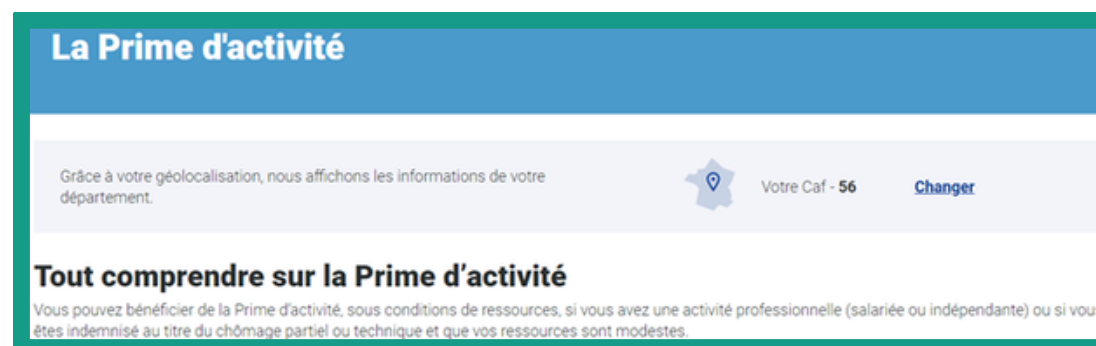 La Prime d'activité
Grâce à votre géolocalisation, nous affichons les informations de votre
département.
Votre Caf - 56
Changer
Tout comprendre sur la Prime d'activité
Vous pouvez bénéficier de la Prime d'activité, sous conditions de ressources, si vous avez une activité professionnelle (salariée ou indépendante) ou si vous
êtes indemnisé au titre du chômage partiel ou technique et que vos ressources sont modestes.